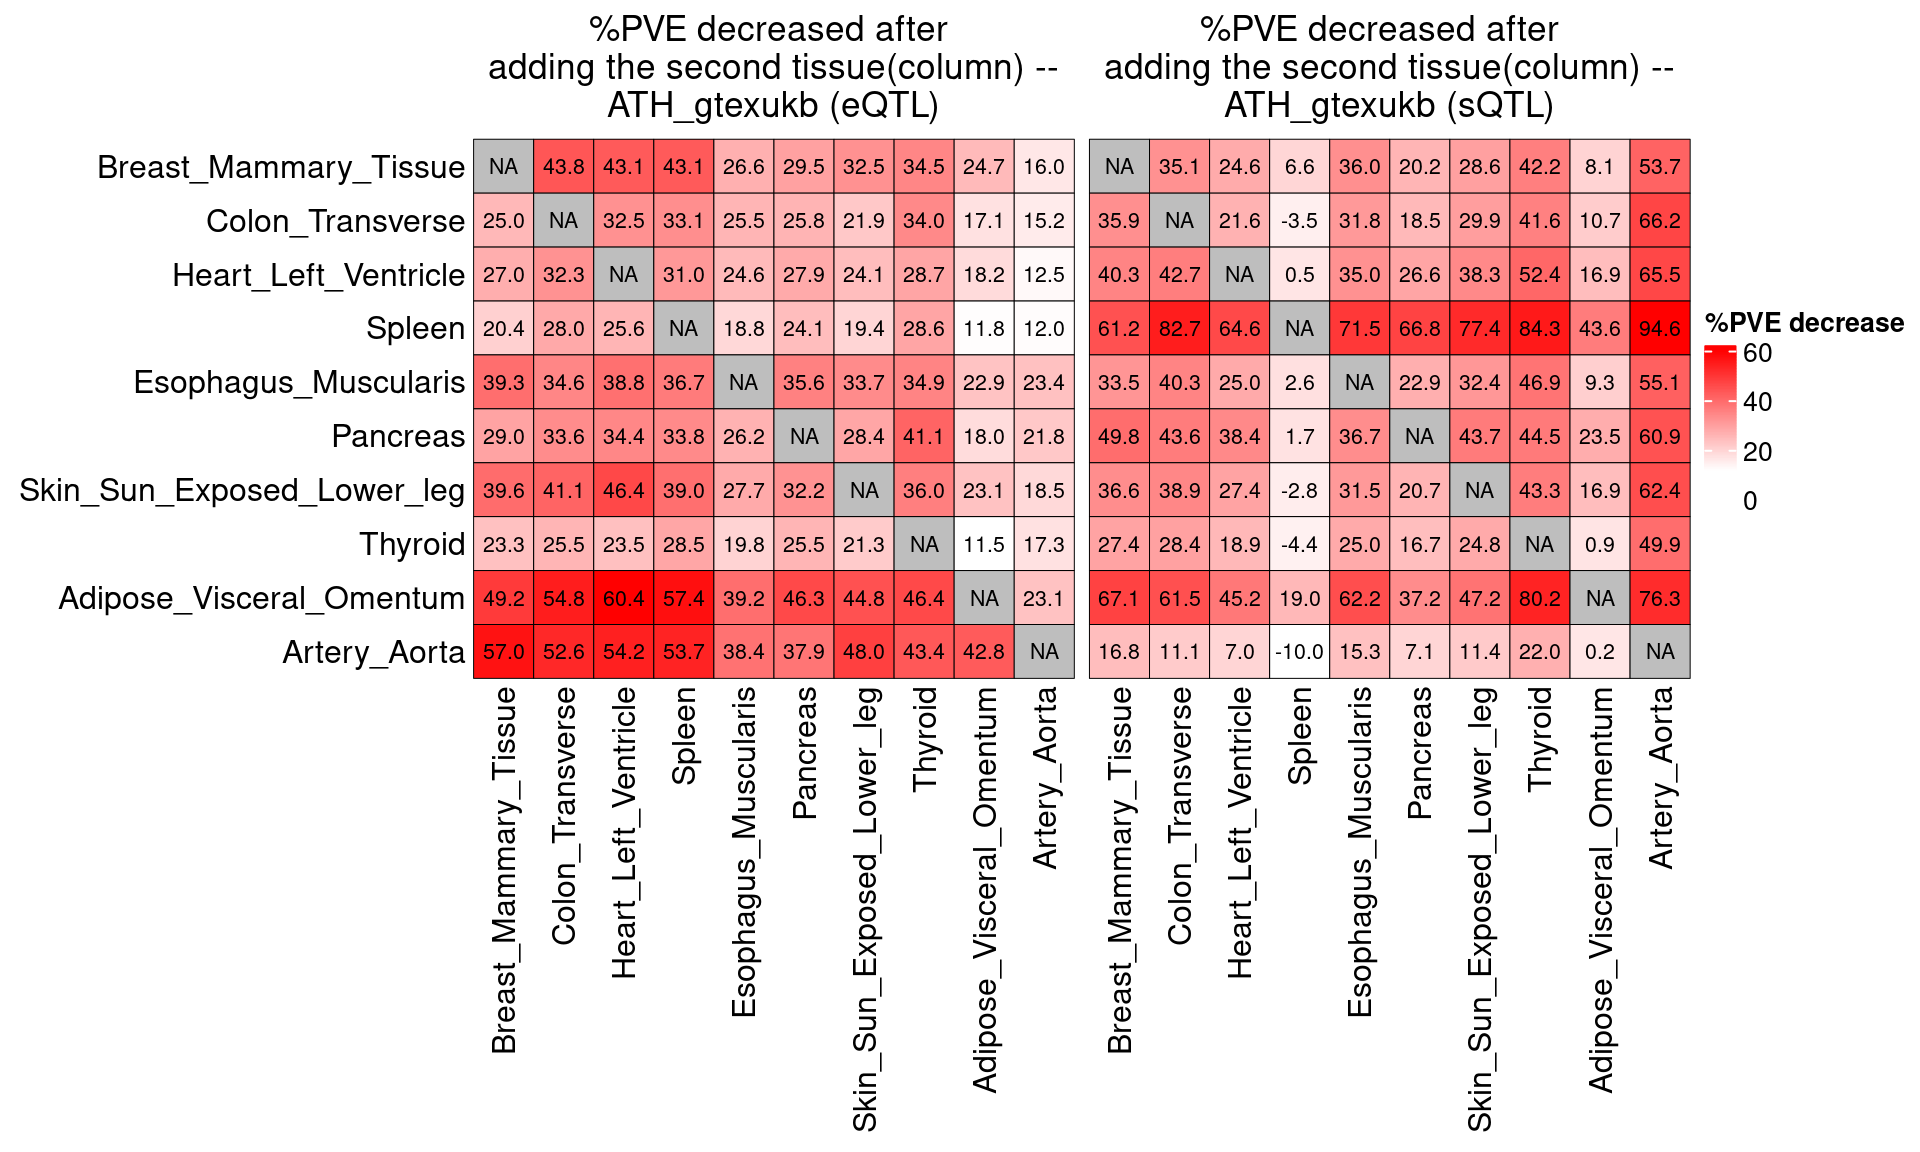 %PVE decreased after
adding the second tissue(column) --
ATH_gtexukb (eQTL)
%PVE decreased after
adding the second tissue(column) --
ATH_gtexukb (sQTL)
Breast_Mammary_Tissue NA 43.8 43.1 43.1 26.6 29.5 32.5 34.5 24.7 16.0 NA 35.1 24.6 6.6 36.0 20.2 28.6 42.2 8.1 53.7
Colon_Transverse 25.0 NA 32.5 33.1 25.5 25.8 21.9 34.0 17.1 15.2 35.9 NA 21.6 -3.5 31.8 18.5 29.9 41.6 10.7 66.2
Heart_Left_Ventricle 27.0 32.3 NA 31.0 24.6 27.9 24.1 28.7 18.2 12.5 40.3 42.7 NA 0.5 35.0 26.6 38.3 52.4 16.9 65.5
Spleen 20.4 28.0 25.6 NA 18.8 24.1 19.4 28.6 11.8 12.0 61.2 82.7 64.6 NA 71.5 66.8 77.4 84.3 43.6 94.6
Esophagus_Muscularis 39.3 34.6 38.8 36.7 NA 35.6 33.7 34.9 22.9 23.4 33.5 40.3 25.0 2.6 NA 22.9 32.4 46.9 9.3 55.1
Pancreas 29.0 33.6 34.4 33.8 26.2 NA 28.4 41.1 18.0 21.8 49.8 43.6 38.4 1.7 36.7 NA 43.7 44.5 23.5 60.9
Skin_Sun_Exposed_Lower_leg 39.6 41.1 46.4 39.0 27.7 32.2 NA 36.0 23.1 18.5 36.6 38.9 27.4 -2.8 31.5 20.7 NA 43.3 16.9 62.4
Thyroid 23.3 25.5 23.5 28.5 19.8 25.5 21.3 NA 11.5 17.3 27.4 28.4 18.9 -4.4 25.0 16.7 24.8 NA 0.9 49.9
Adipose_Visceral_Omentum 49.2 54.8 60.4 57.4 39.2 46.3 44.8 46.4 NA 23.1 67.1 61.5 45.2 19.0 62.2 37.2 47.2 80.2 NA 76.3
Artery_Aorta 57.0 52.6 54.2 53.7 38.4 37.9 48.0 43.4 42.8 NA 16.8 11.1 7.0 -10.0 15.3 7.1 11.4 22.0 0.2 NA
Breast_Mammary_Tissue
Colon_Transverse
Heart_Left_Ventricle
Spleen
Esophagus_Muscularis
Pancreas
Skin_Sun_Exposed_Lower_leg
Thyroid
Adipose_Visceral_Omentum
Artery_Aorta
Breast_Mammary_Tissue
Colon_Transverse
Heart_Left_Ventricle
Spleen
Esophagus_Muscularis
Pancreas
Skin_Sun_Exposed_Lower_leg
Thyroid
Adipose_Visceral_Omentum
Artery_Aorta
%PVE decrease
60
40
20
0